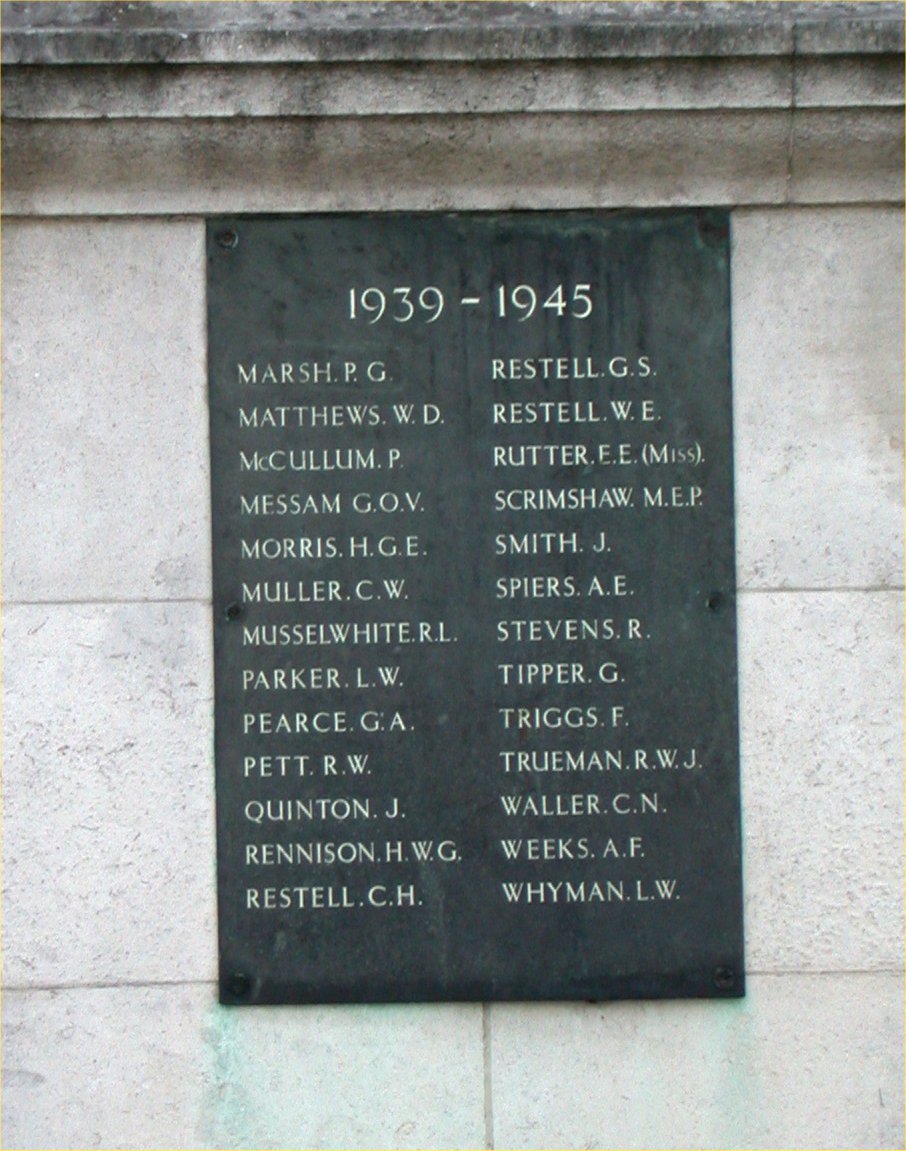 1939 - 1945
MARSH. P. G.
MATTHEWS. W. D.
McCULLUM. P.
MESSAM G.O.V.
MORRIS. H. G. E.
MULLER. C. W.
MUSSELWHITE. R.L.
PARKER. L. W.
PEARCE. G. A.
PETT. R. W.
QUINTON. J.
RENNISON. H. W. G.
RESTELL. C. H.
RESTELL. G. S.
RESTELL. W. E.
RUTTER. E. E. (Miss).
SCRIMSHAW. M. E. P.
SMITH. J.
SPIERS. A. E.
STEVENS. R.
TIPPER. G.
TRIGGS. F.
TRUEMAN. R. W. J.
WALLER. C. N.
WEEKS. A. F.
WHYMAN. L. W.